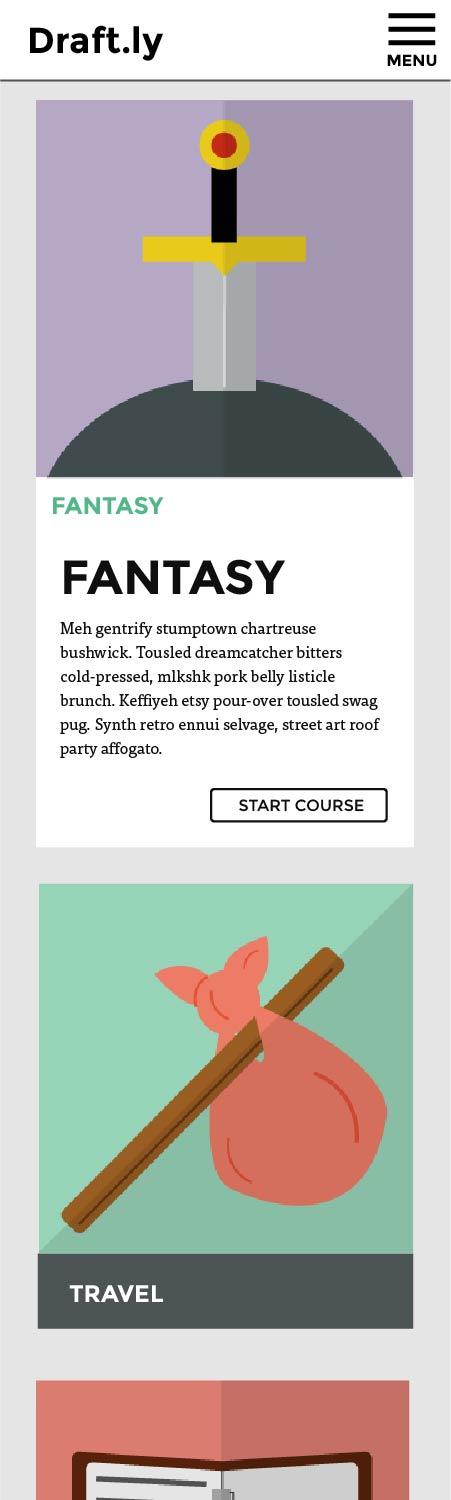 Draft.ly
MENU
FANTASY
FANTASY
Meh gentrify stumptown chartreuse
bushwick. Tousled dreamcatcher bitters
cold-pressed, mlkshk pork belly listicle
brunch. Keffiyeh etsy pour-over tousled swag
pug. Synth retro ennui selvage, street art roof
party affogato.
START COURSE
TRAVEL